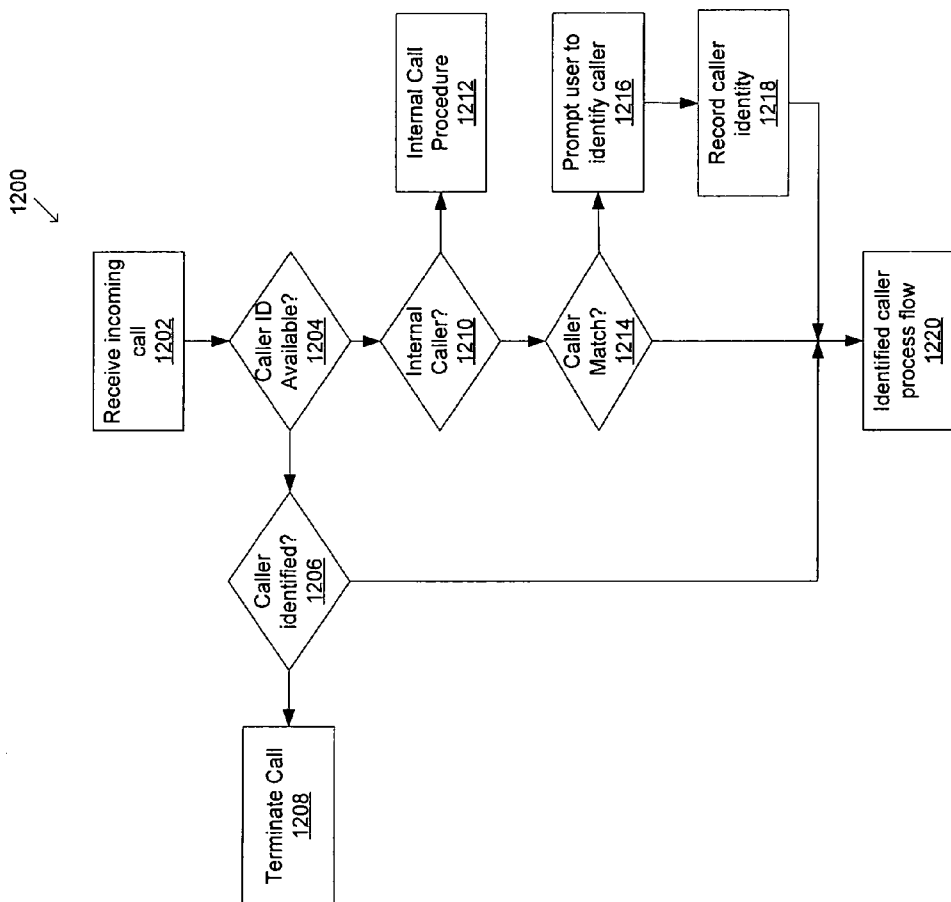 1200
Receive incoming
call
1202
Caller ID
Available?
1204
Caller
identified?
1206
Terminate Call
1208
Internal
Caller?
1210
Internal Call
Procedure
1212
Caller
Match?
1214
Prompt user to
identify caller
1216
Record caller
identity
1218
Identified caller
process flow
1220